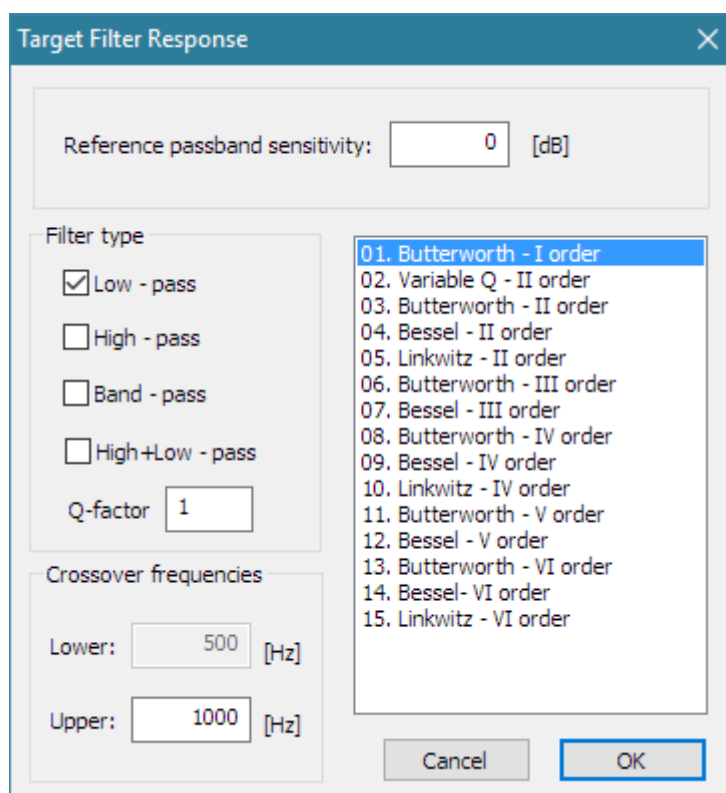 Target Filter Response
Reference passband sensitivity: 0 [dB]
Filter type
Low - pass
High - pass
Band - pass
High+Low - pass
Q-factor 1
Crossover frequencies
Lower: 500 [Hz]
Upper: 1000 [Hz]
01. Butterworth - I order
02. Variable Q - II order
03. Butterworth - II order
04. Bessel - II order
05. Linkwitz - II order
06. Butterworth - III order
07. Bessel - III order
08. Butterworth - IV order
09. Bessel - IV order
10. Linkwitz - IV order
11. Butterworth - V order
12. Bessel - V order
13. Butterworth - VI order
14. Bessel- VI order
15. Linkwitz - VI order
Cancel OK